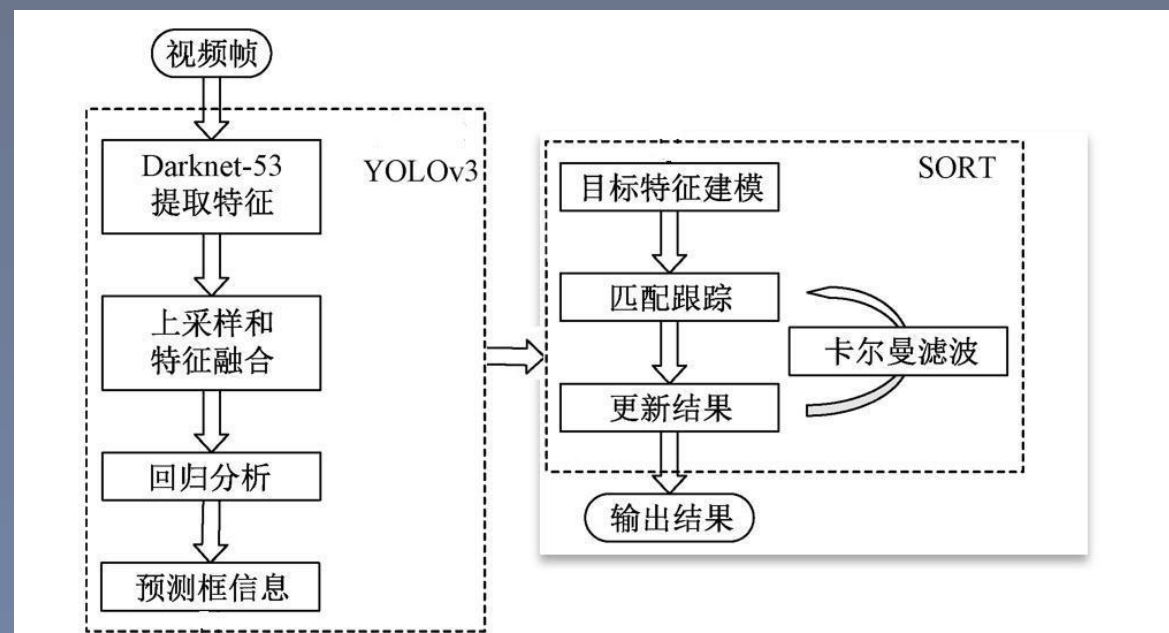 视频帧
Darknet-53
提取特征
YOLOv3
上采样和
特征融合
回归分析
预测框信息
SORT
目标特征建模
匹配跟踪
卡尔曼滤波
更新结果
输出结果